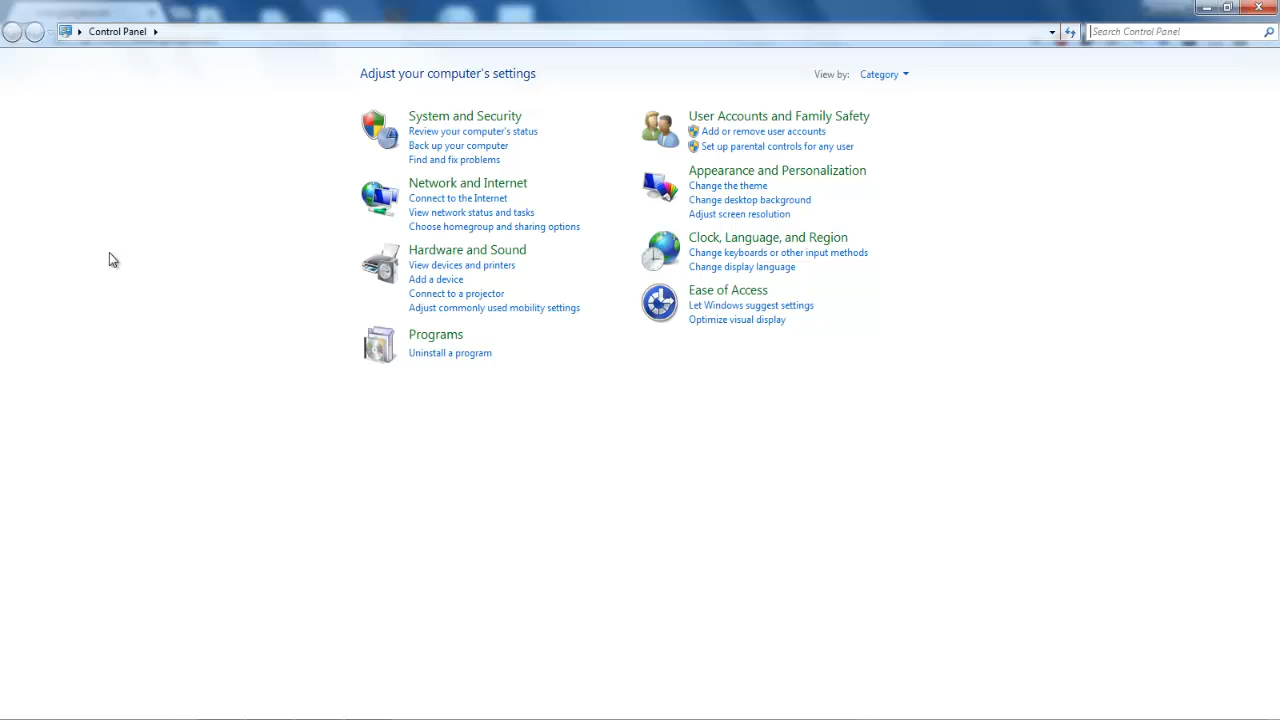 Control Panel
Search Control Panel
Adjust your computer's settings
View by: Category
System and Security
Review your computer's status
Back up your computer
Find and fix problems
Network and Internet
Connect to the Internet
View network status and tasks
Choose homegroup and sharing options
Hardware and Sound
View devices and printers
Add a device
Connect to a projector
Adjust commonly used mobility settings
Programs
Uninstall a program
User Accounts and Family Safety
Add or remove user accounts
Set up parental controls for any user
Appearance and Personalization
Change the theme
Change desktop background
Adjust screen resolution
Clock, Language, and Region
Change keyboards or other input methods
Change display language
Ease of Access
Let Windows suggest settings
Optimize visual display